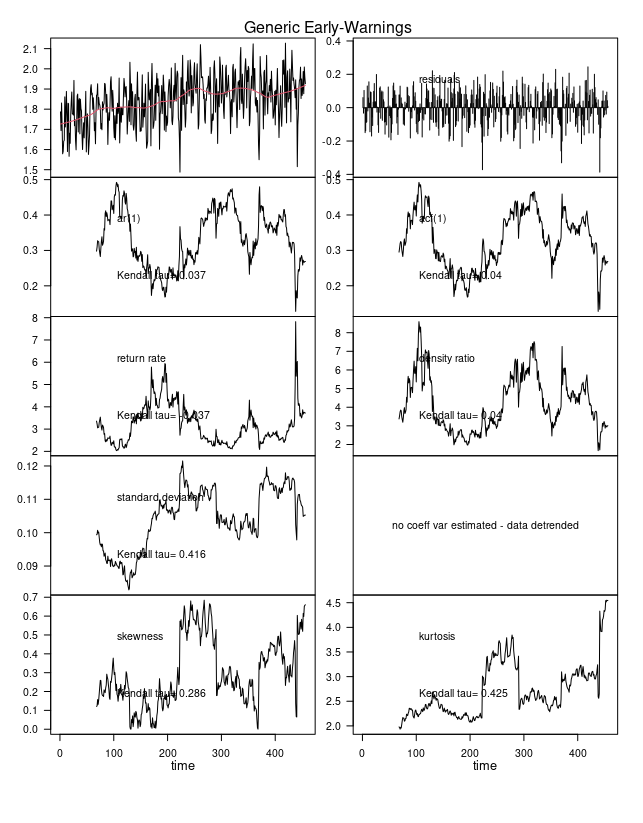 Generic Early-Warnings
2.1
2.0
1.9
1.8
1.7
1.6
1.5
0.4
0.2
0.0
-0.2
-0.4
residuals
0.5
0.4
0.3
0.2
ar(1)
Kendall tau= 0.037
0.5
0.4
0.3
0.2
acf(1)
Kendall tau= 0.04
8
7
6
5
4
3
2
return rate
Kendall tau= -0.037
8
7
6
5
4
3
2
density ratio
Kendall tau= 0.04
0.12
0.11
0.10
0.09
standard deviation
Kendall tau= 0.416
no coeff var estimated - data detrended
0.7
0.6
0.5
0.4
0.3
0.2
0.1
0.0
skewness
Kendall tau= 0.286
4.5
4.0
3.5
3.0
2.5
2.0
kurtosis
Kendall tau= 0.425
0 100 200 300 400
time
0 100 200 300 400
time